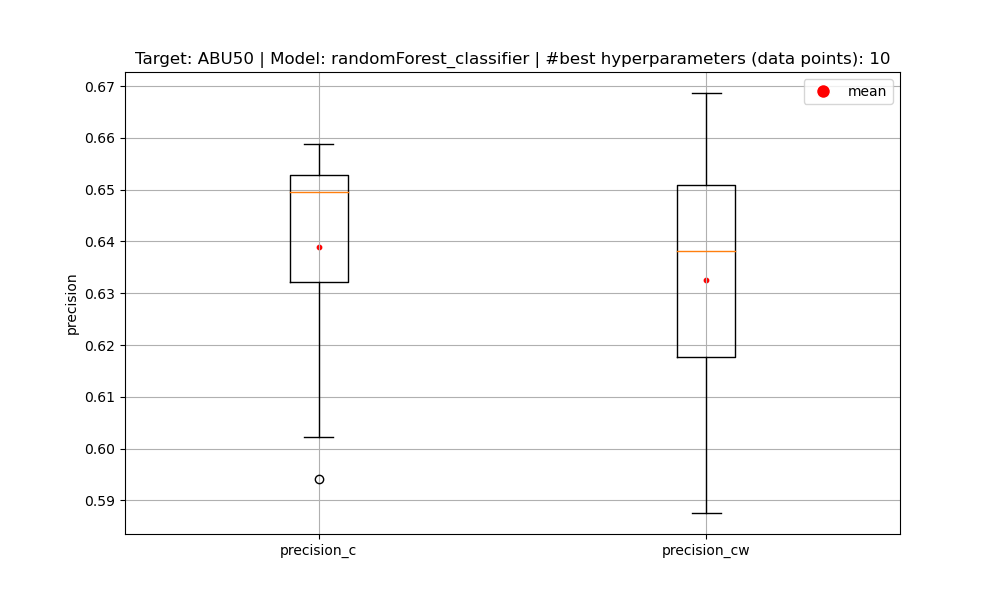 Target: ABU50 | Model: randomForest_classifier | #best hyperparameters (data points): 10
mean
0.67
0.66
0.65
0.64
0.63
0.62
0.61
0.60
0.59
precision
precision_c
precision_cw